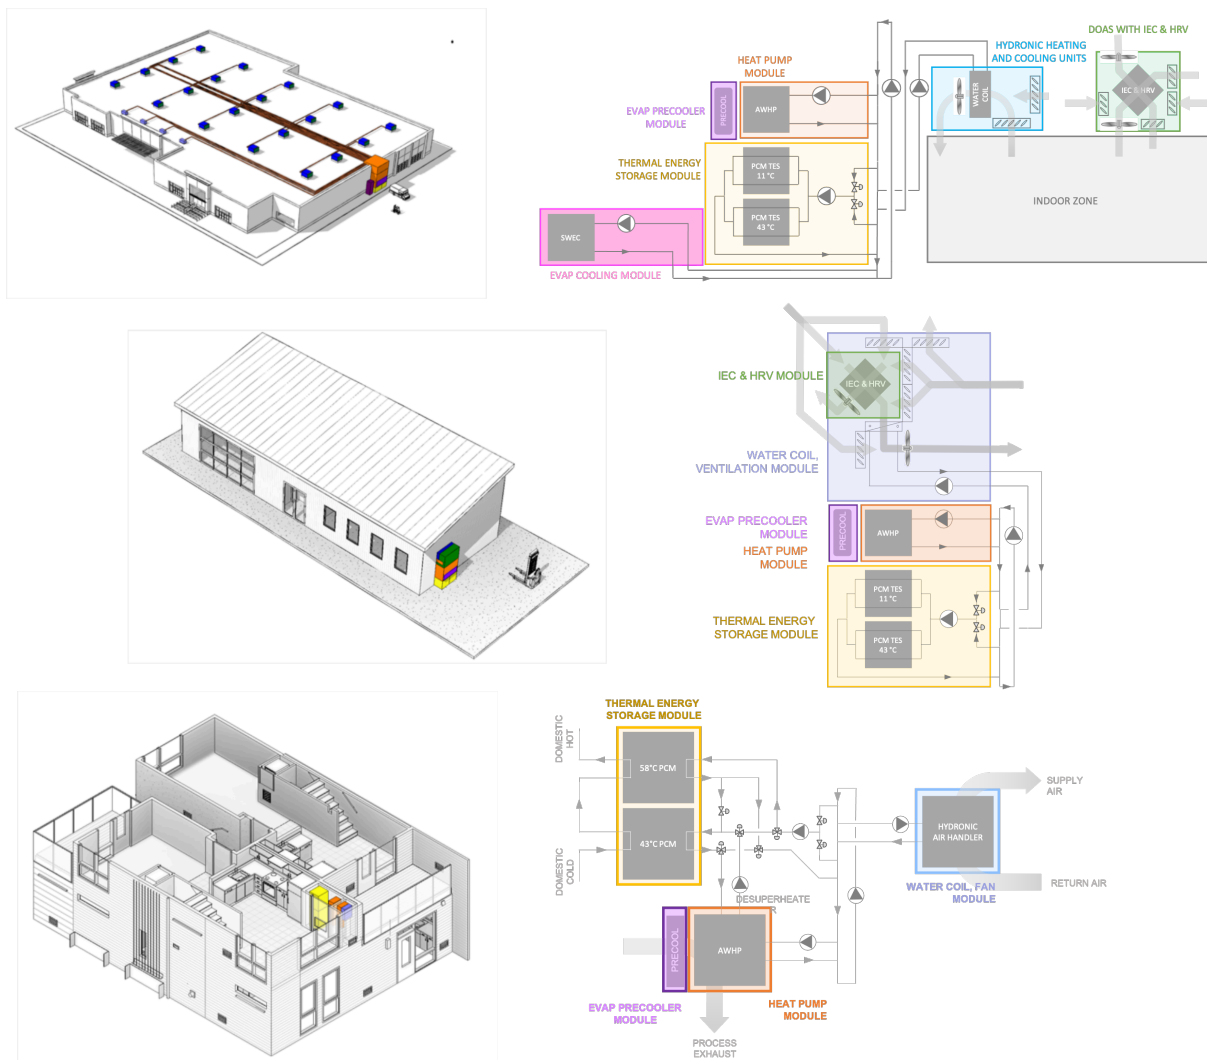 DOAS WITH IEC & HRV
HYDRONIC HEATING
AND COOLING UNITS
HEAT PUMP
MODULE
WATER
COIL
IEC & HRV
EVAP PRECOOLER
MODULE
PRECOOL
AWHP
THERMAL ENERGY
STORAGE MODULE
PCM TES
11 °C
PCM TES
43 °C
INDOOR ZONE
SWEC
EVAP COOLING MODULE
IEC & HRV MODULE
IEC & HRV
WATER COIL,
VENTILATION MODULE
EVAP PRECOOLER
MODULE
HEAT PUMP
MODULE
PRECOOL
AWHP
PCM TES
11 °C
THERMAL ENERGY
STORAGE MODULE
PCM TES
43 °C
THERMAL ENERGY
STORAGE MODULE
DOMESTIC
HOT
58°C PCM
SUPPLY
AIR
HYDRONIC
AIR HANDLER
43°C PCM
DOMESTIC
COLD
RETURN AIR
WATER COIL, FAN
MODULE
DESUPERHEATE
R
PRECOOL
AWHP
EVAP PRECOOLER
MODULE
HEAT PUMP
MODULE
PROCESS
EXHAUST